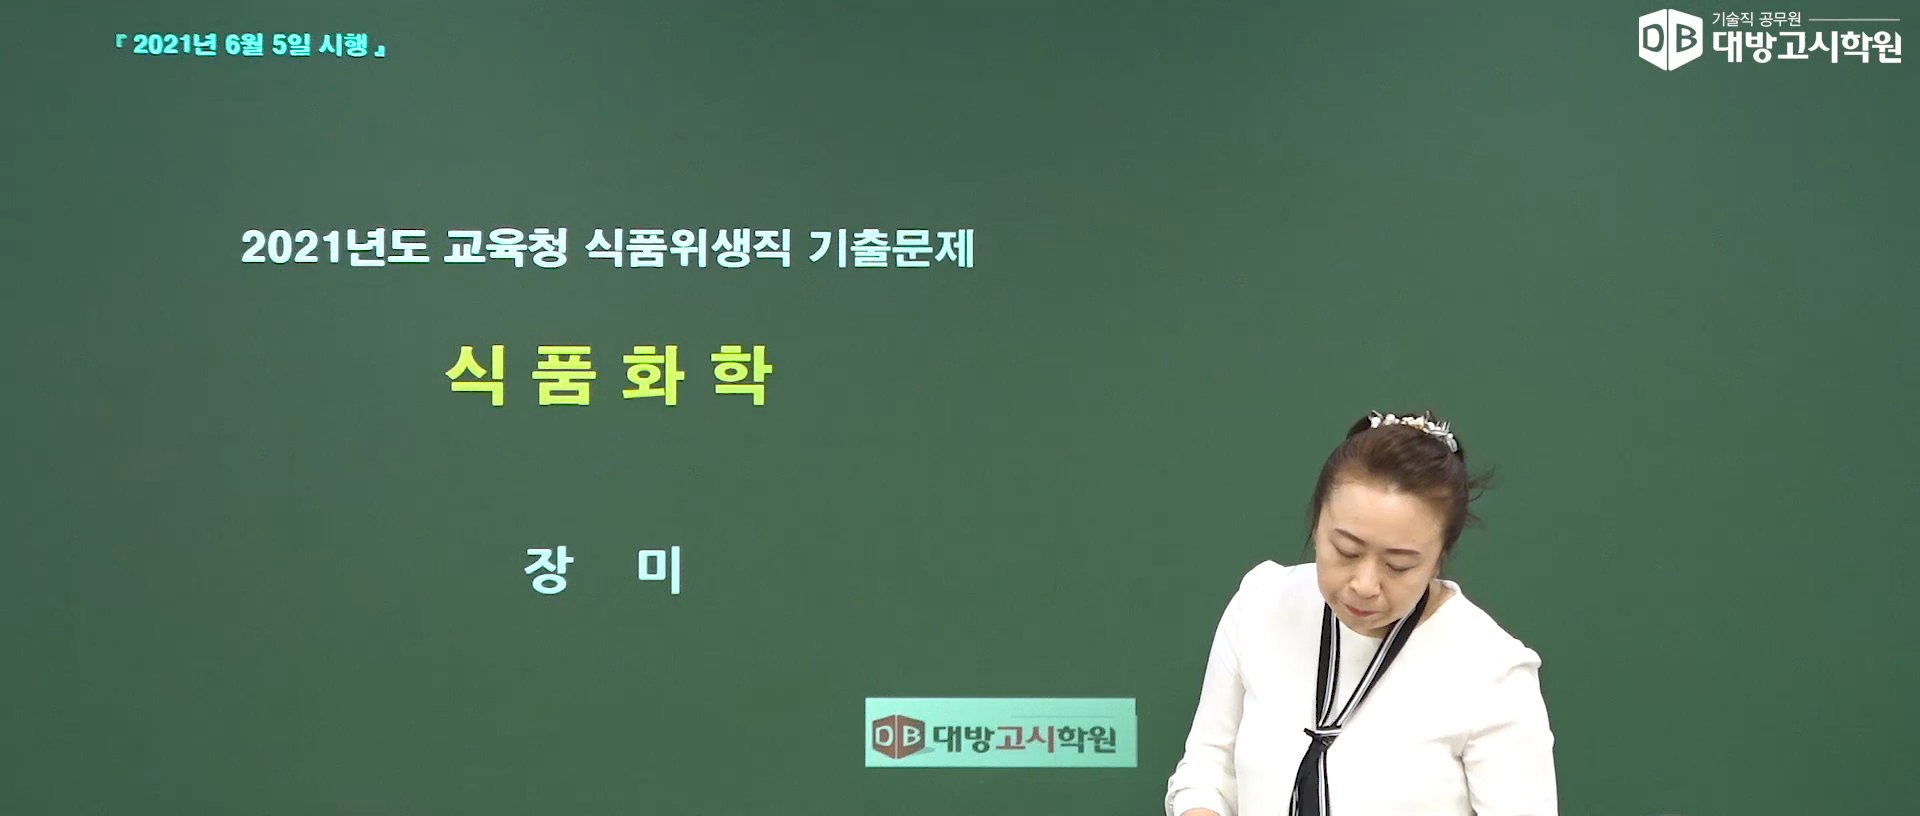 『 2021년 6월 5일 시행 』
기술직 공무원
DB 대방고시학원
2021년도 교육청 식품위생직 기출문제
식 품 화 학
장 미
DB 대방고시학원